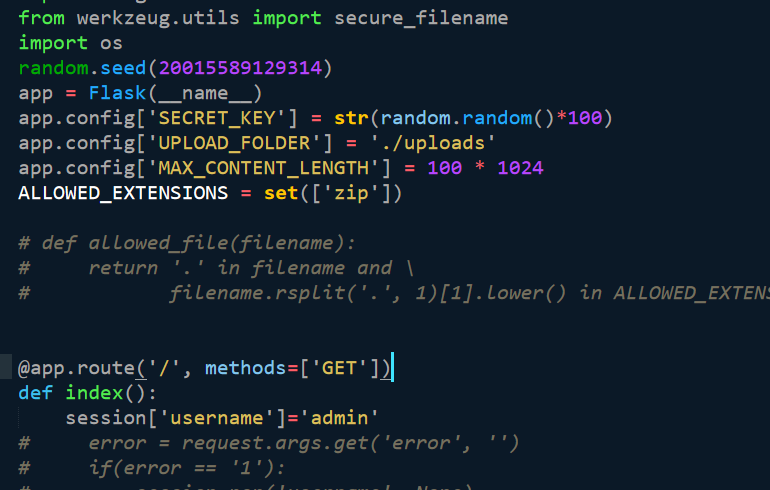 from werkzeug.utils import secure_filename
import os
random.seed(20015589129314)
app = Flask(__name__)
app.config['SECRET_KEY'] = str(random.random()*100)
app.config['UPLOAD_FOLDER'] = './uploads'
app.config['MAX_CONTENT_LENGTH'] = 100 * 1024
ALLOWED_EXTENSIONS = set(['zip'])
# def allowed_file(filename):
#     return '.' in filename and \
#            filename.rsplit('.', 1)[1].lower() in ALLOWED_EXTENS
@app.route('/', methods=['GET'])
def index():
    session['username']='admin'
#     error = request.args.get('error', '')
#     if(error == '1'):